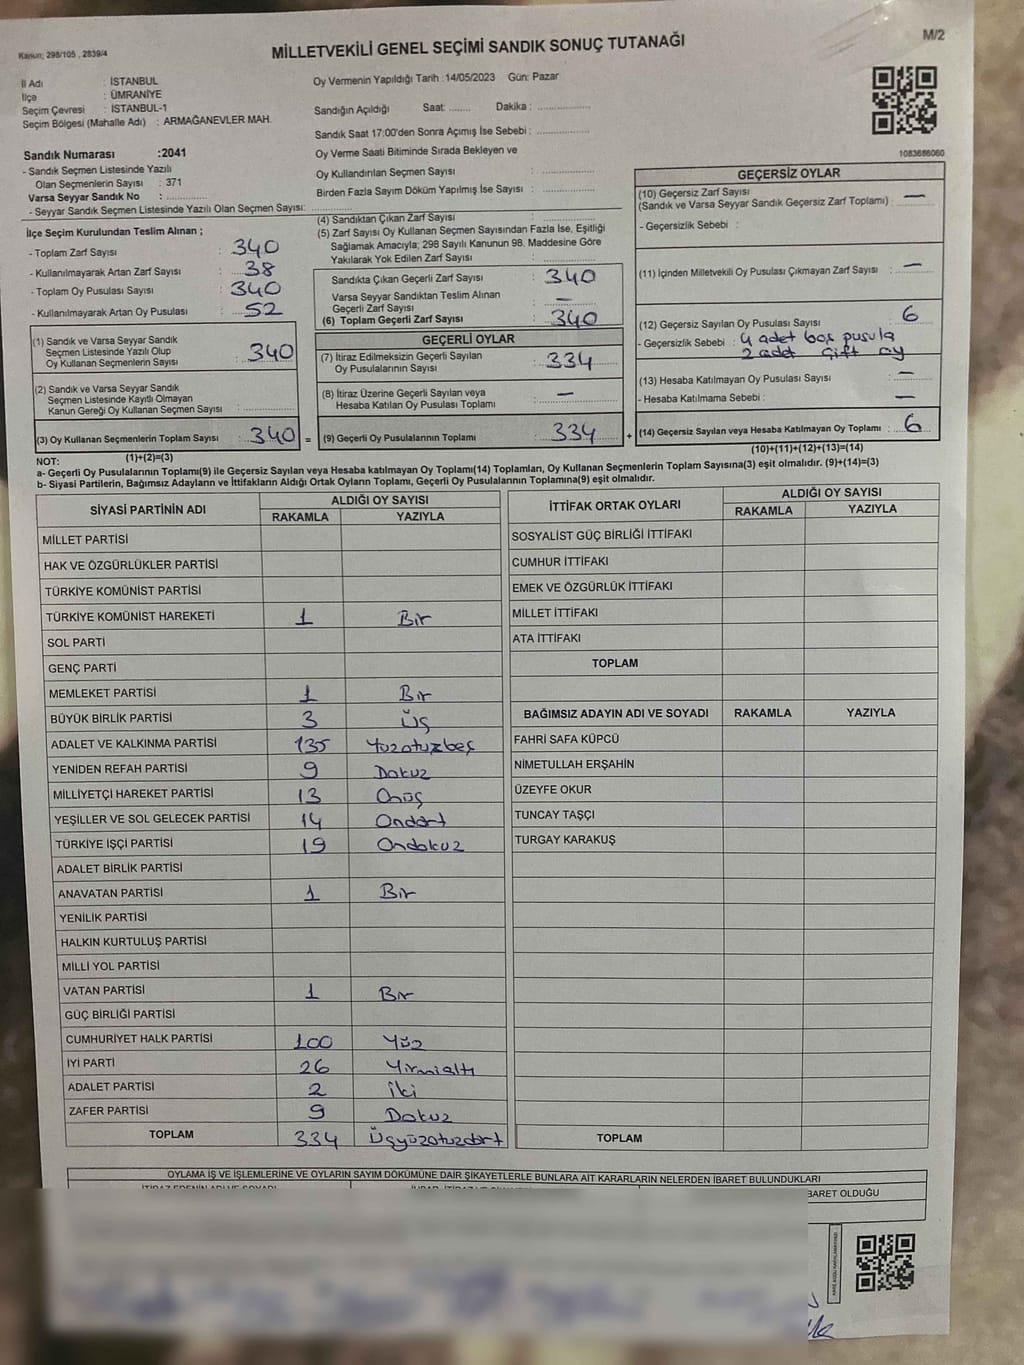 Kanun: 298/105 , 2839/4
MİLLETVEKİLİ GENEL SEÇİMİ SANDIK SONUÇ TUTANAĞI
M/2
İl Adı : İSTANBUL
İlçe : ÜMRANİYE
Seçim Çevresi : İSTANBUL-1
Seçim Bölgesi (Mahalle Adı) : ARMAĞANEVLER MAH.
Oy Vermenin Yapıldığı Tarih :14/05/2023 Gün: Pazar
Sandığın Açıldığı Saat: ........ Dakika : ................
Sandık Saat 17:00'den Sonra Açımış İse Sebebi : ................
Oy Verme Saati Bitiminde Sırada Bekleyen ve
Oy Kullandırılan Seçmen Sayısı : ................
Birden Fazla Sayım Döküm Yapılmış İse Sayısı : ................
1083686060
Sandık Numarası :2041
- Sandık Seçmen Listesinde Yazılı
Olan Seçmenlerin Sayısı : 371
Varsa Seyyar Sandık No : ................
- Seyyar Sandık Seçmen Listesinde Yazılı Olan Seçmen Sayısı: ................
İlçe Seçim Kurulundan Teslim Alınan ;
- Toplam Zarf Sayısı : 340
- Kullanılmayarak Artan Zarf Sayısı : 38
- Toplam Oy Pusulası Sayısı : 340
- Kullanılmayarak Artan Oy Pusulası : 52
(1) Sandık ve Varsa Seyyar Sandık
Seçmen Listesinde Yazılı Olup
Oy Kullanan Seçmenlerin Sayısı : 340
(2) Sandık ve Varsa Seyyar Sandık
Seçmen Listesinde Kayıtlı Olmayan
Kanun Gereği Oy Kullanan Seçmen Sayısı : ................
(3) Oy Kullanan Seçmenlerin Toplam Sayısı : 340 =
(1)+(2)=(3)
(4) Sandıktan Çıkan Zarf Sayısı : ................
(5) Zarf Sayısı Oy Kullanan Seçmen Sayısından Fazla İse, Eşitliği
Sağlamak Amacıyla; 298 Sayılı Kanunun 98. Maddesine Göre
Yakılarak Yok Edilen Zarf Sayısı : ................
Sandıkta Çıkan Geçerli Zarf Sayısı : 340
Varsa Seyyar Sandıktan Teslim Alınan
Geçerli Zarf Sayısı : —
(6) Toplam Geçerli Zarf Sayısı : 340
GEÇERLİ OYLAR
(7) İtiraz Edilmeksizin Geçerli Sayılan
Oy Pusulalarının Sayısı : 334
(8) İtiraz Üzerine Geçerli Sayılan veya
Hesaba Katılan Oy Pusulası Toplamı : —
(9) Geçerli Oy Pusulalarının Toplamı : 334 +
GEÇERSİZ OYLAR
(10) Geçersiz Zarf Sayısı
(Sandık ve Varsa Seyyar Sandık Geçersiz Zarf Toplamı) : —
- Geçersizlik Sebebi :
(11) İçinden Milletvekili Oy Pusulası Çıkmayan Zarf Sayısı : —
(12) Geçersiz Sayılan Oy Pusulası Sayısı : 6
- Geçersizlik Sebebi : 4 adet boş pusula
2 adet çift oy
(13) Hesaba Katılmayan Oy Pusulası Sayısı : —
- Hesaba Katılmama Sebebi : —
(14) Geçersiz Sayılan veya Hesaba Katılmayan Oy Toplamı : 6
(10)+(11)+(12)+(13)=(14)
NOT:
a- Geçerli Oy Pusulalarının Toplamı(9) ile Geçersiz Sayılan veya Hesaba katılmayan Oy Toplamı(14) Toplamları, Oy Kullanan Seçmenlerin Toplam Sayısına(3) eşit olmalıdır. (9)+(14)=(3)
b- Siyasi Partilerin, Bağımsız Adayların ve İttifakların Aldığı Ortak Oyların Toplamı, Geçerli Oy Pusulalarının Toplamına(9) eşit olmalıdır.
SİYASİ PARTİNİN ADI ALDIĞI OY SAYISI
RAKAMLA YAZIYLA
MİLLET PARTİSİ
HAK VE ÖZGÜRLÜKLER PARTİSİ
TÜRKİYE KOMÜNİST PARTİSİ
TÜRKİYE KOMÜNİST HAREKETİ 1 Bir
SOL PARTİ
GENÇ PARTİ
MEMLEKET PARTİSİ 1 Bir
BÜYÜK BİRLİK PARTİSİ 3 Üç
ADALET VE KALKINMA PARTİSİ 135 Yüzotuzbeş
YENİDEN REFAH PARTİSİ 9 Dokuz
MİLLİYETÇİ HAREKET PARTİSİ 13 Onüç
YEŞİLLER VE SOL GELECEK PARTİSİ 14 Ondört
TÜRKİYE İŞÇİ PARTİSİ 19 Ondokuz
ADALET BİRLİK PARTİSİ
ANAVATAN PARTİSİ 1 Bir
YENİLİK PARTİSİ
HALKIN KURTULUŞ PARTİSİ
MİLLİ YOL PARTİSİ
VATAN PARTİSİ 1 Bir
GÜÇ BİRLİĞİ PARTİSİ
CUMHURİYET HALK PARTİSİ 100 Yüz
İYİ PARTİ 26 Yirmialtı
ADALET PARTİSİ 2 İki
ZAFER PARTİSİ 9 Dokuz
TOPLAM 334 Üçyüzotuzdört
İTTİFAK ORTAK OYLARI ALDIĞI OY SAYISI
RAKAMLA YAZIYLA
SOSYALİST GÜÇ BİRLİĞİ İTTİFAKI
CUMHUR İTTİFAKI
EMEK VE ÖZGÜRLÜK İTTİFAKI
MİLLET İTTİFAKI
ATA İTTİFAKI
TOPLAM
BAĞIMSIZ ADAYIN ADI VE SOYADI RAKAMLA YAZIYLA
FAHRİ SAFA KÜPCÜ
NİMETULLAH ERŞAHİN
ÜZEYFE OKUR
TUNCAY TAŞÇI
TURGAY KARAKUŞ
TOPLAM
OYLAMA İŞ VE İŞLEMLERİNE VE OYLARIN SAYIM DÖKÜMÜNE DAİR ŞİKAYETLERLE BUNLARA AİT KARARLARIN NELERDEN İBARET BULUNDUKLARI
BARET OLDUĞU